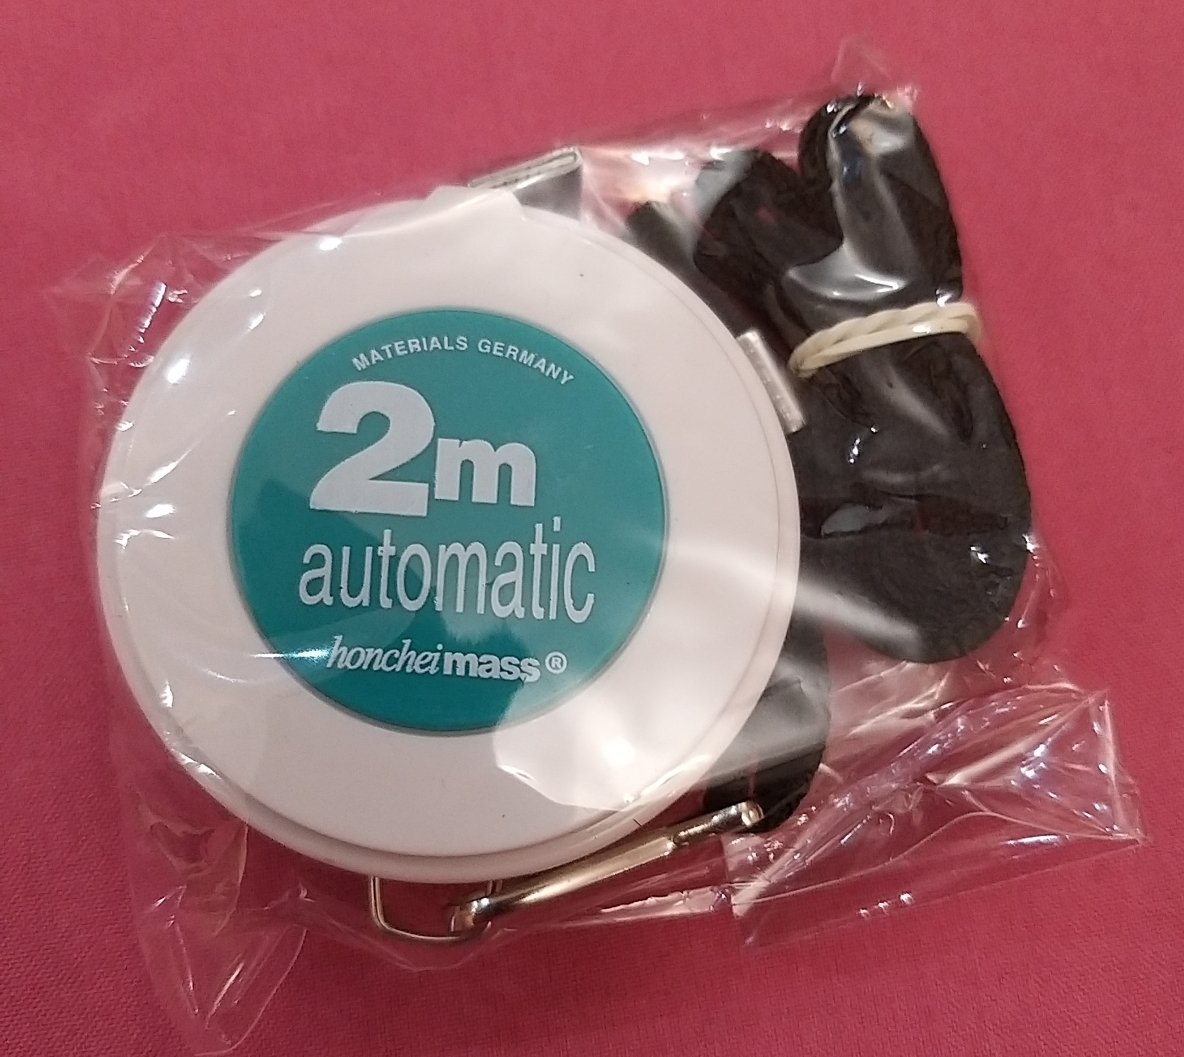 MATERIALS GERMANY
2m
automatic
honcheimass®